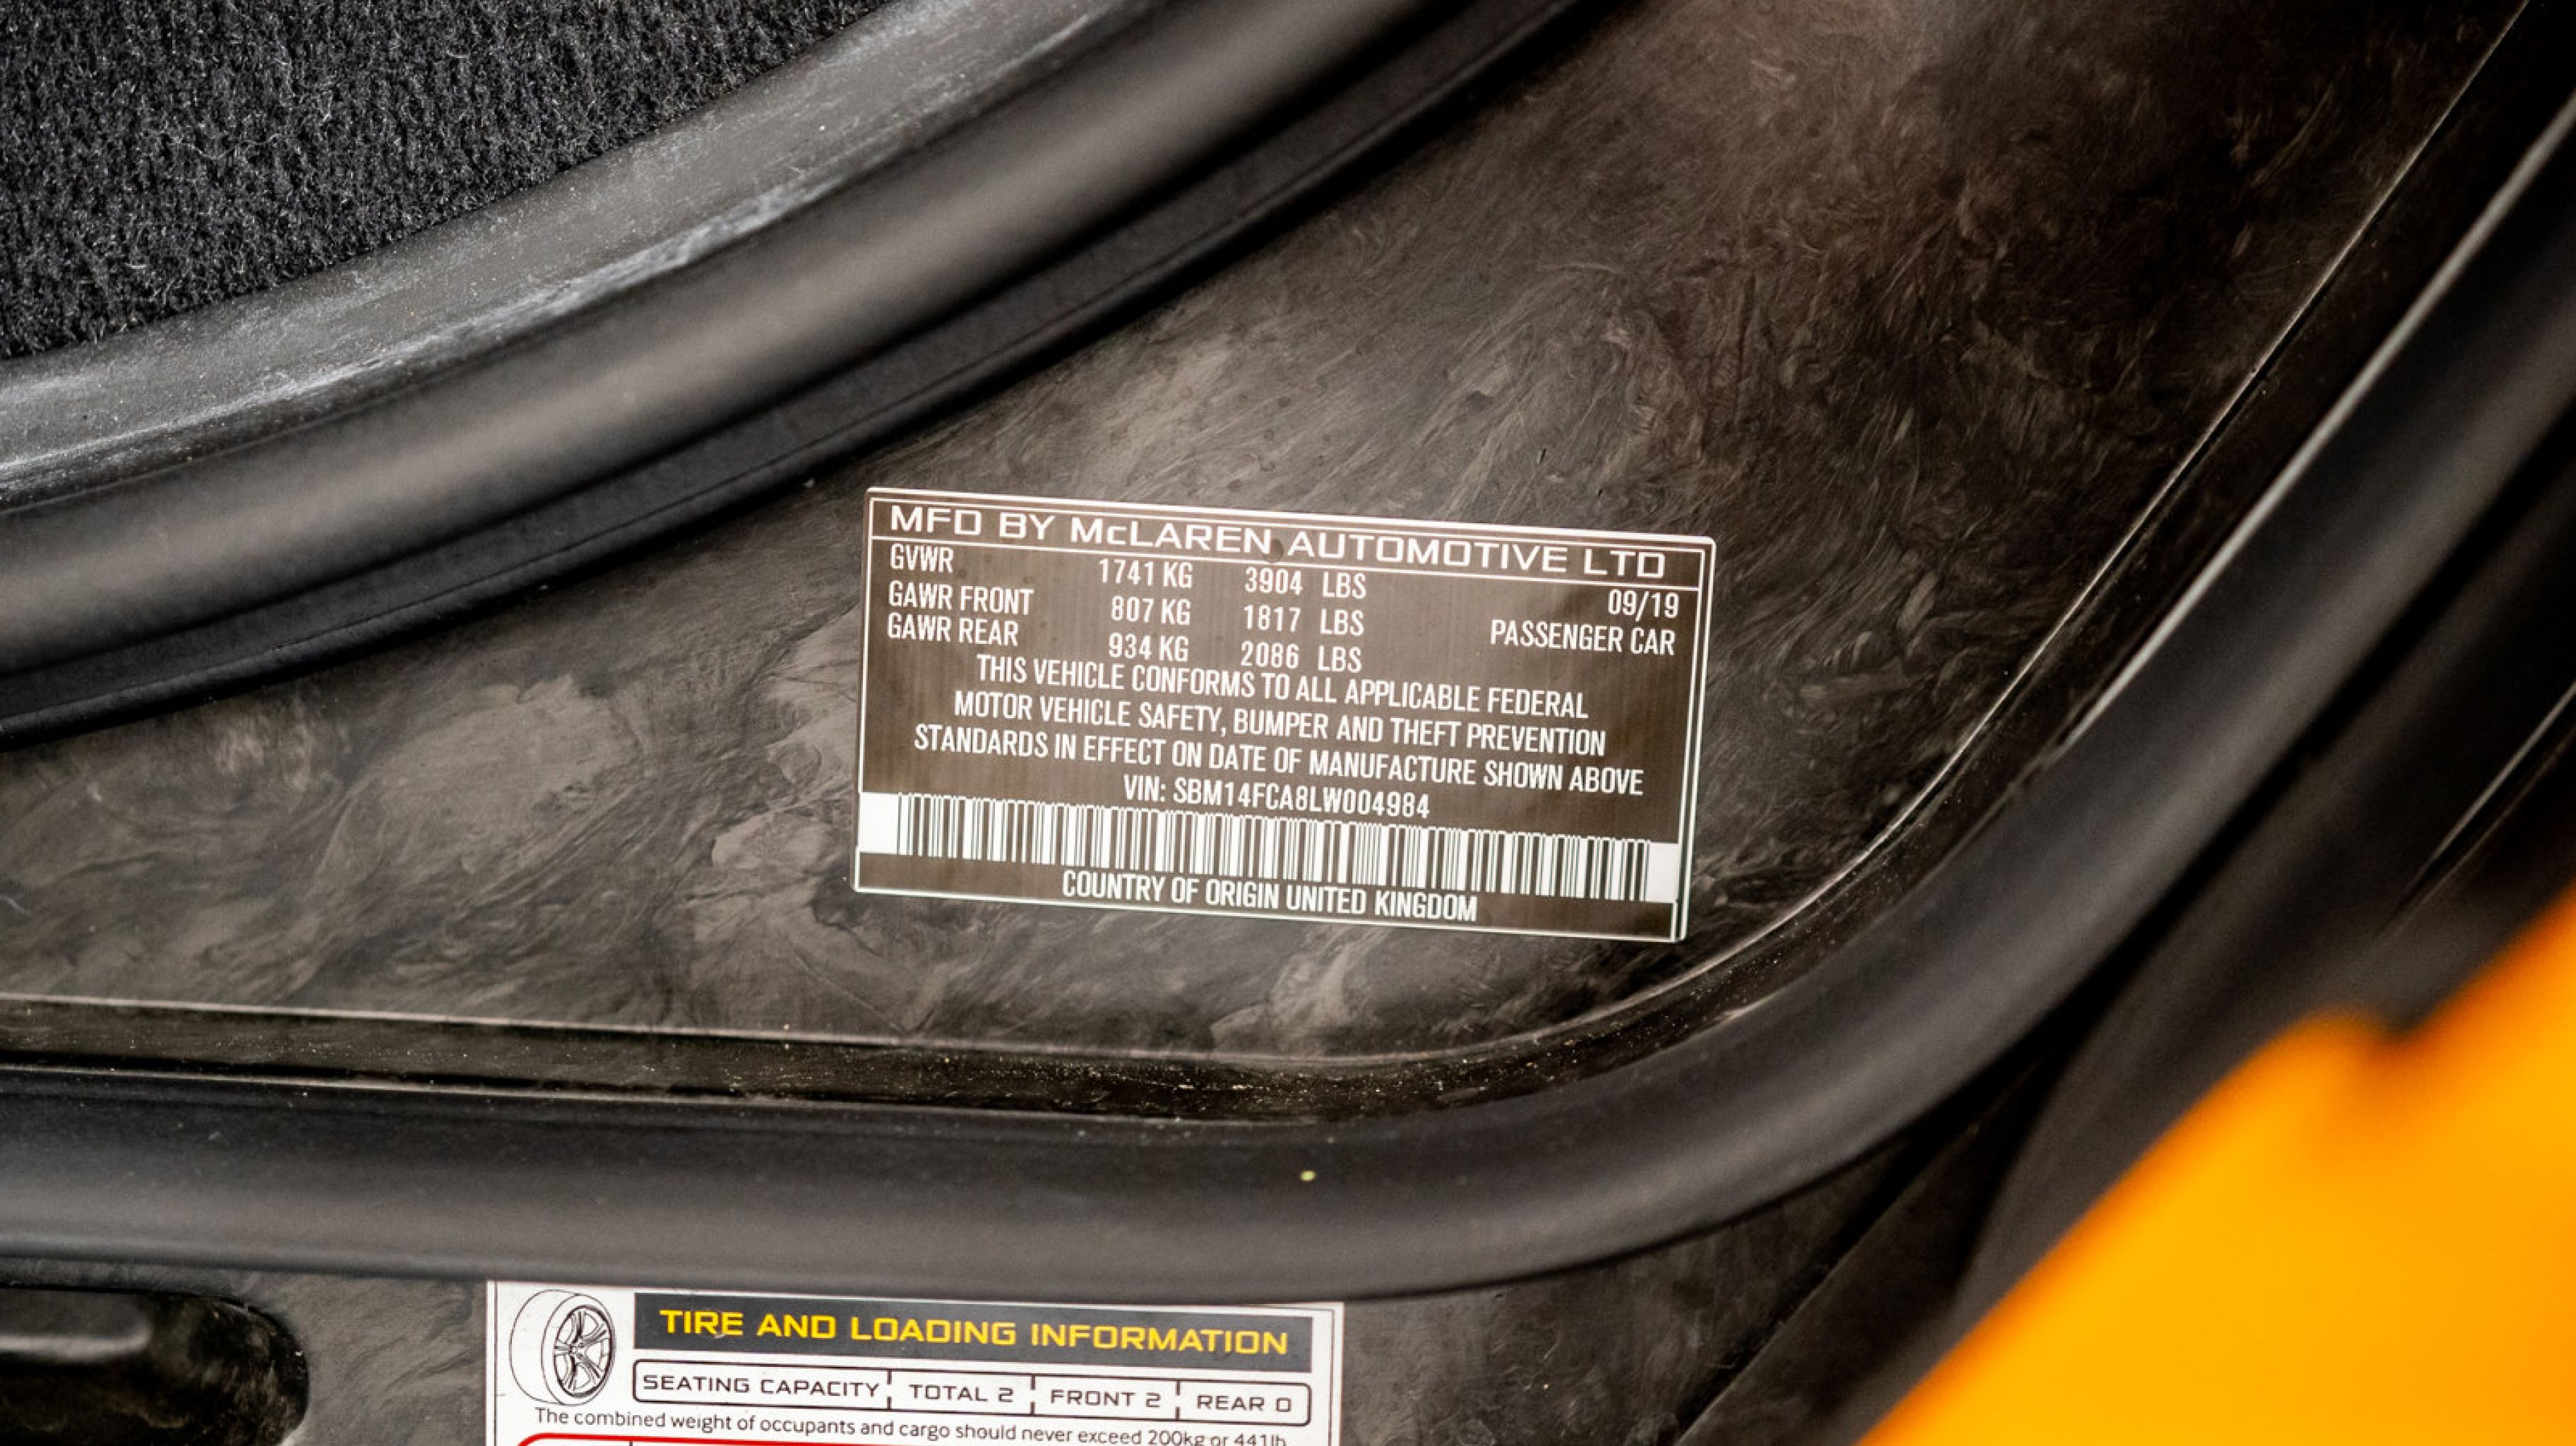 MFD BY McLAREN AUTOMOTIVE LTD
GVWR 1741 KG 3904 LBS 09/19
GAWR FRONT 807 KG 1817 LBS PASSENGER CAR
GAWR REAR 934 KG 2086 LBS
THIS VEHICLE CONFORMS TO ALL APPLICABLE FEDERAL
MOTOR VEHICLE SAFETY, BUMPER AND THEFT PREVENTION
STANDARDS IN EFFECT ON DATE OF MANUFACTURE SHOWN ABOVE
VIN: SBM14FCA8LW004984
COUNTRY OF ORIGIN UNITED KINGDOM
TIRE AND LOADING INFORMATION
SEATING CAPACITY TOTAL 2 FRONT 2 REAR 0
The combined weight of occupants and cargo should never exceed 200kg or 441lb